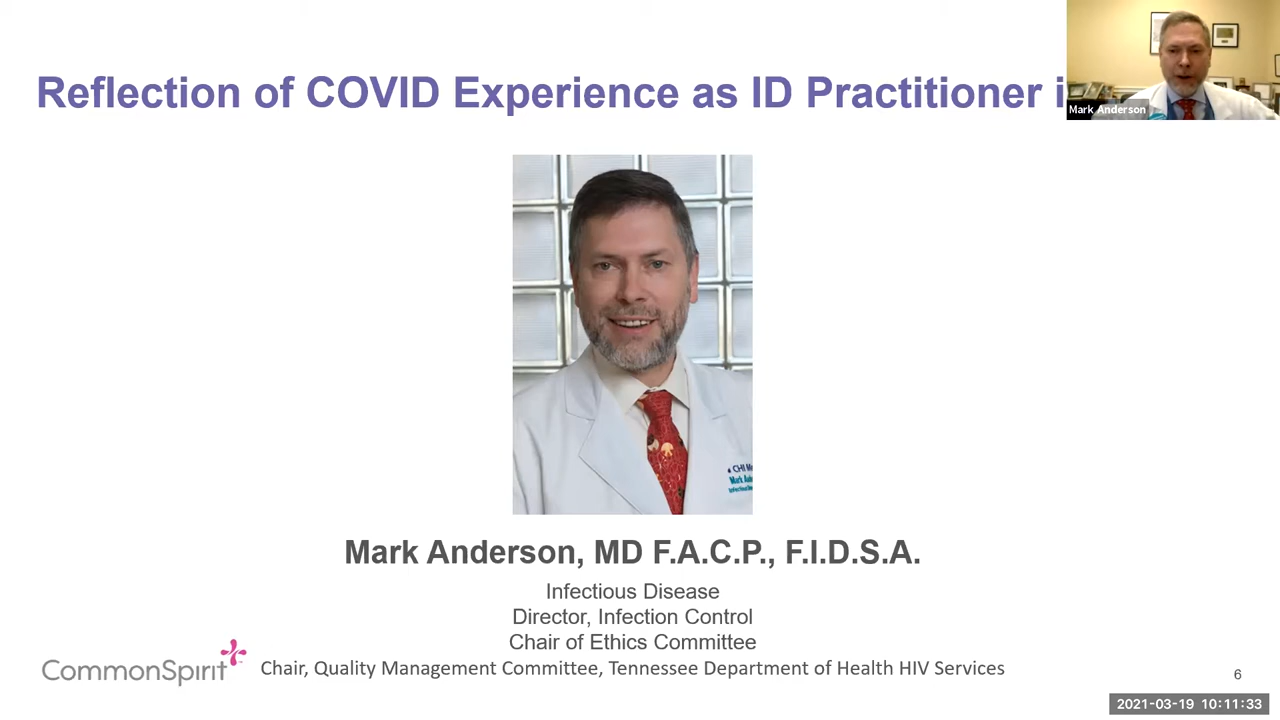 Reflection of COVID Experience as ID Practitioner i
Mark Anderson
CHI
Mark
Mark Anderson, MD F.A.C.P., F.I.D.S.A.
Infectious Disease
Director, Infection Control
Chair of Ethics Committee
CommonSpirit
Chair, Quality Management Committee, Tennessee Department of Health HIV Services
6
2021-03-19 10:11:33